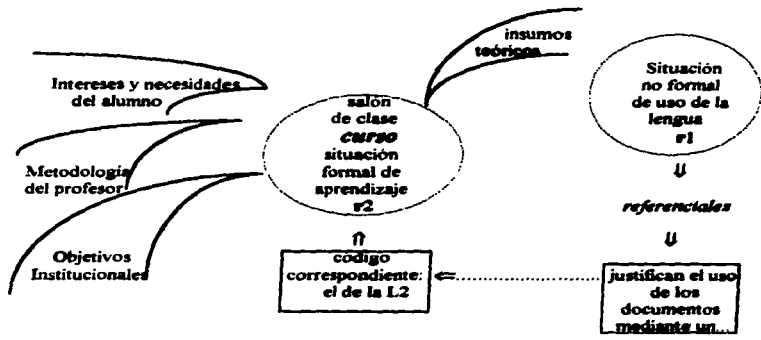 Intereses y necesidades
del alumno
Metodología
del profesor
Objetivos
Institucionales
salón
de clase
curso
situación
formal de
aprendizaje
r2
insumos
teóricos
Situación
no formal
de uso de la
lengua
r1
⇓
referenciales
⇓
justifican el uso
de los
documentos
mediante un...
⇐
código
correspondiente:
el de la L2
⇑